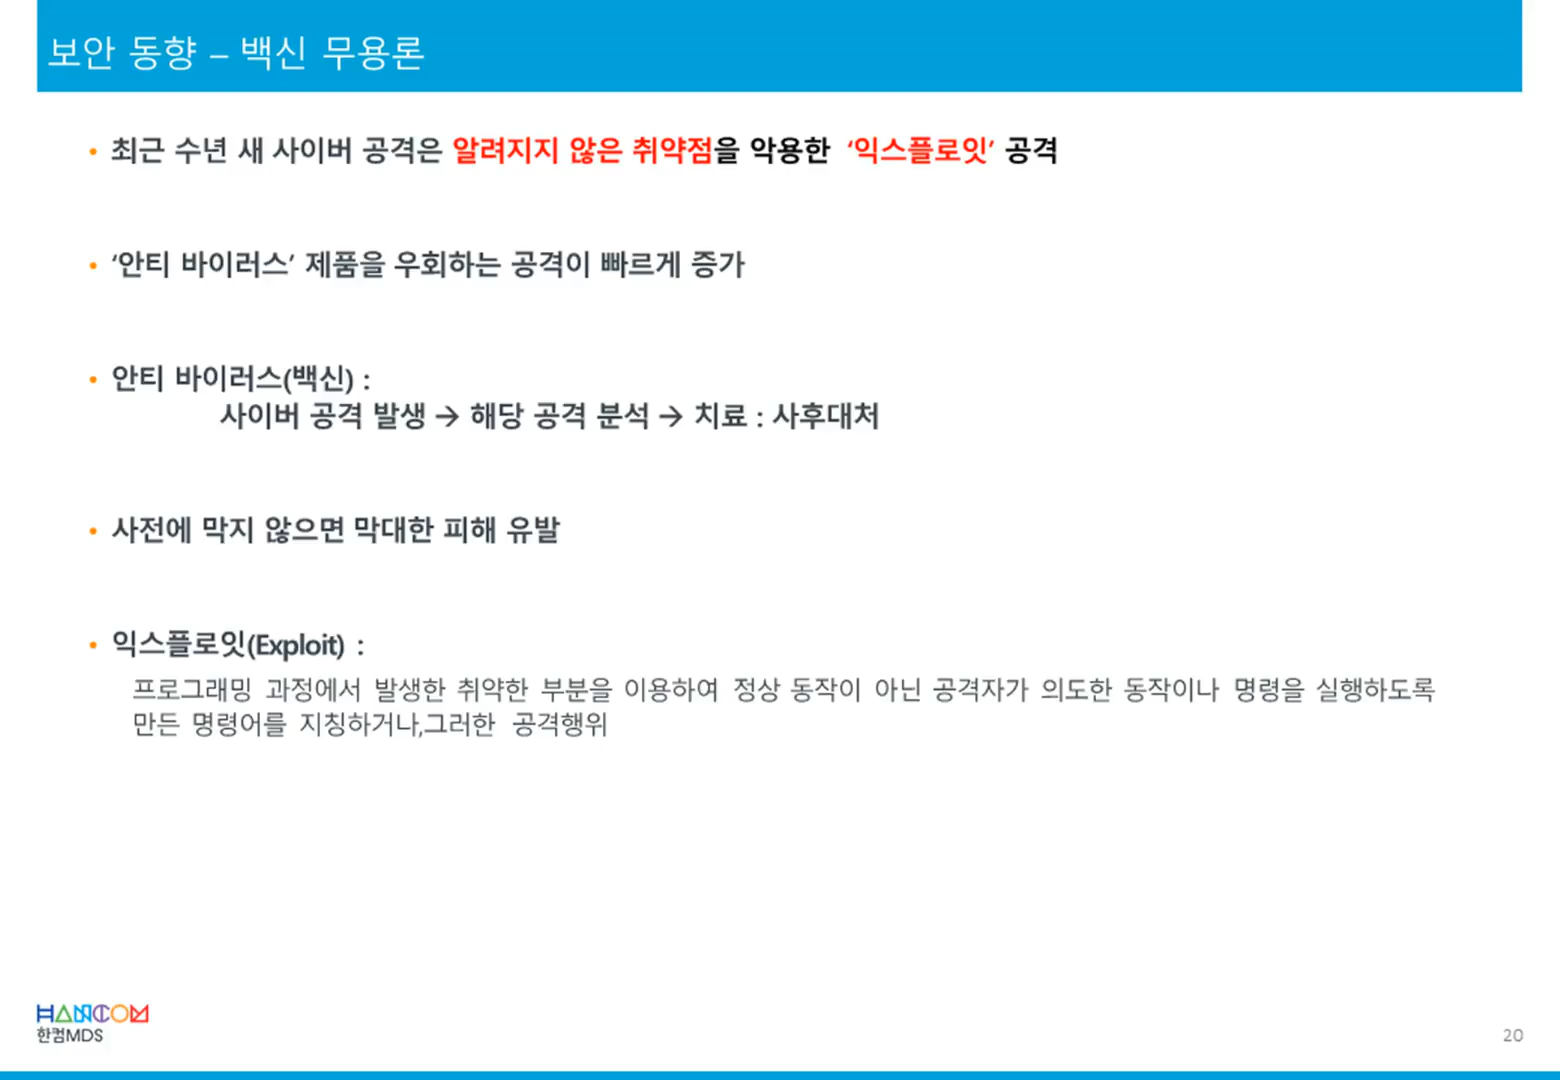 보안 동향 – 백신 무용론
• 최근 수년 새 사이버 공격은 알려지지 않은 취약점을 악용한 ‘익스플로잇’ 공격
• ‘안티 바이러스’ 제품을 우회하는 공격이 빠르게 증가
• 안티 바이러스(백신) :
사이버 공격 발생 → 해당 공격 분석 → 치료 : 사후대처
• 사전에 막지 않으면 막대한 피해 유발
• 익스플로잇(Exploit) :
프로그래밍 과정에서 발생한 취약한 부분을 이용하여 정상 동작이 아닌 공격자가 의도한 동작이나 명령을 실행하도록
만든 명령어를 지칭하거나,그러한 공격행위
HANCOM
한컴MDS
20